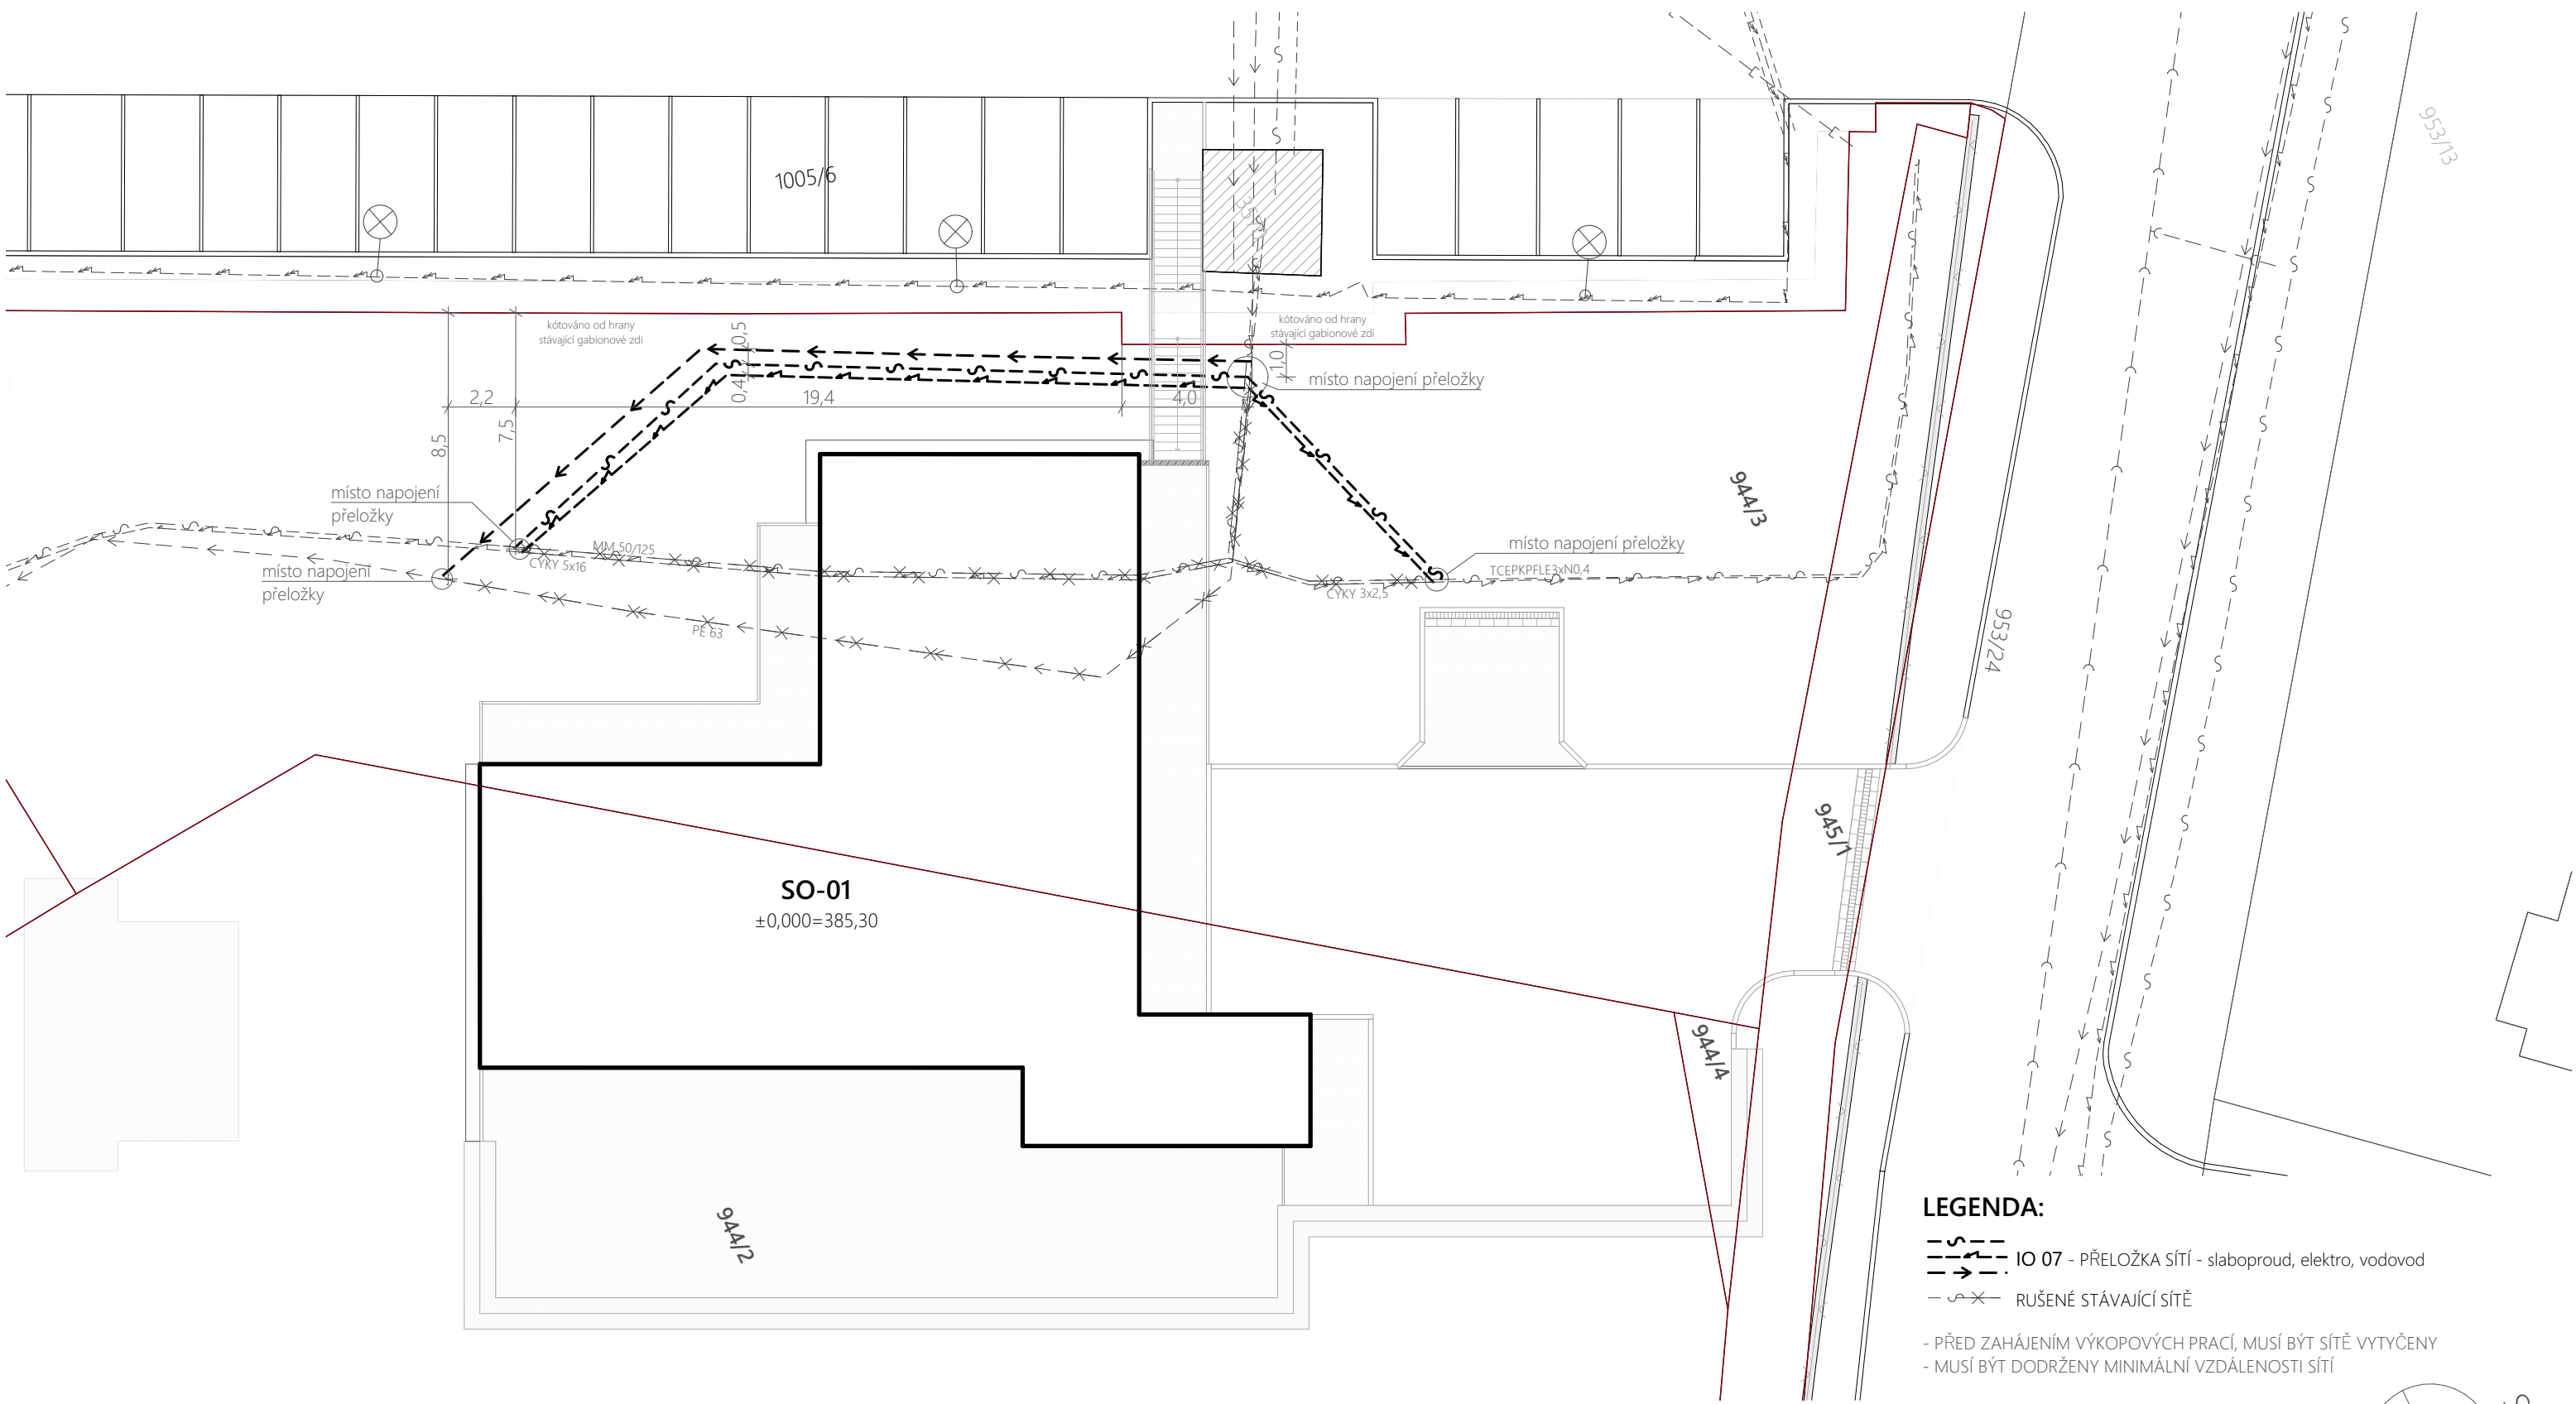 953/13
1005/6
kótováno od hrany
stávající gabionové zdi
kótováno od hrany
stávající gabionové zdi
0,5
1,0
místo napojení přeložky
0,4
2,2
19,4
4,0
8,5
7,5
místo napojení
přeložky
944/3
místo napojení přeložky
MM 50/125
CYKY 5x16
TCEPKPFLE3xN0,4
místo napojení
přeložky
CYKY 3x2,5
PE 63
953/24
945/1
SO-01
±0,000=385,30
944/4
944/2
LEGENDA:
IO 07 - PŘELOŽKA SÍTÍ - slaboproud, elektro, vodovod
RUŠENÉ STÁVAJÍCÍ SÍTĚ
- PŘED ZAHÁJENÍM VÝKOPOVÝCH PRACÍ, MUSÍ BÝT SÍTĚ VYTYČENY
- MUSÍ BÝT DODRŽENY MINIMÁLNÍ VZDÁLENOSTI SÍTÍ